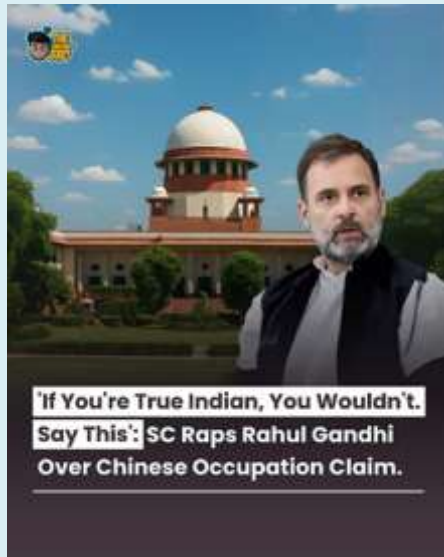 'If You're True Indian, You Wouldn't.
Say This': SC Raps Rahul Gandhi
Over Chinese Occupation Claim.